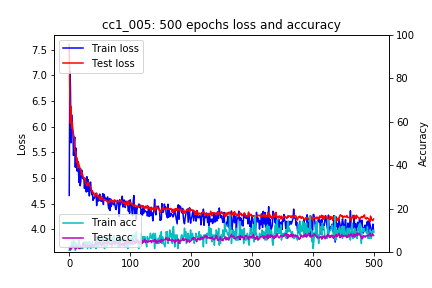 cc1_005: 500 epochs loss and accuracy
Train loss
Test loss
Train acc
Test acc
Loss
7.5
7.0
6.5
6.0
5.5
5.0
4.5
4.0
Accuracy
100
80
60
40
20
0
0 100 200 300 400 500